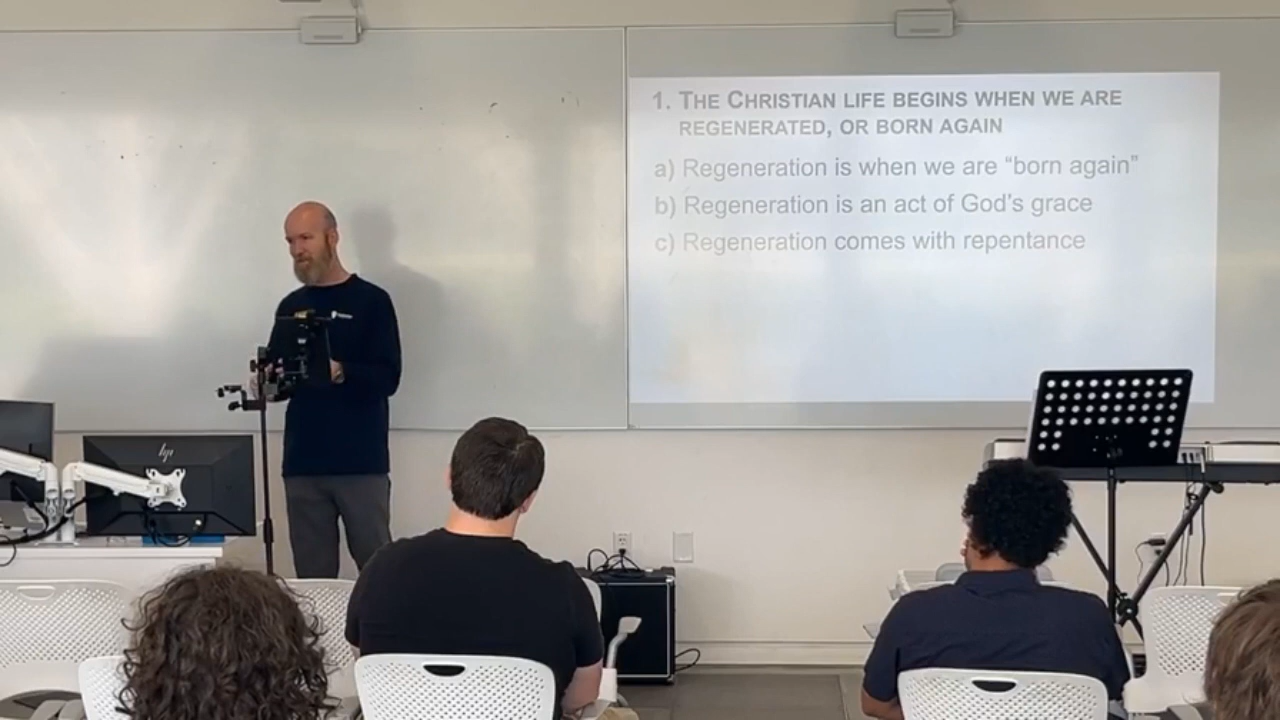 1. THE CHRISTIAN LIFE BEGINS WHEN WE ARE
REGENERATED, OR BORN AGAIN
a) Regeneration is when we are “born again”
b) Regeneration is an act of God’s grace
c) Regeneration comes with repentance
hp